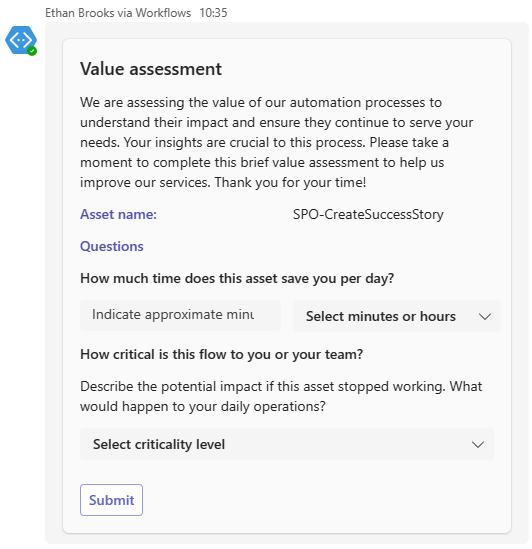 Ethan Brooks via Workflows 10:35
Value assessment
We are assessing the value of our automation processes to
understand their impact and ensure they continue to serve your
needs. Your insights are crucial to this process. Please take a
moment to complete this brief value assessment to help us
improve our services. Thank you for your time!
Asset name: SPO-CreateSuccessStory
Questions
How much time does this asset save you per day?
Indicate approximate Select minutes or hours
How critical is this flow to you or your team?
Describe the potential impact if this asset stopped working. What
would happen to your daily operations?
Select criticality level
Submit